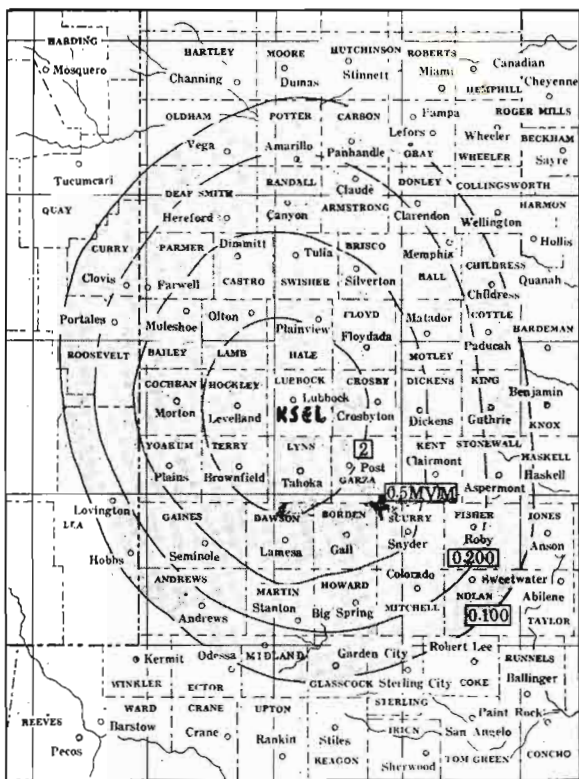 HARDING
HARTLEY
MOORE
HUTCHINSON
ROBERTS
Mosquero
Channing
Dumas
Stinnett
Miami
Canadian
HEMPHILL
Cheyenne
OLDHAM
POTTER
CARSON
Pampa
ROGER MILLS
Vega
Amarillo
Panhandle
Lefors
GRAY
Wheeler
WHEELER
BECKHAM
Sayre
Tucumcari
QUAY
DEAF SMITH
RANDALL
Claude
DONLEY
COLLINGSWORTH
Hereford
Canyon
ARMSTRONG
Clarendon
Wellington
HARMON
CURRY
PARMER
Dimmitt
Tulia
BRISCO
Memphis
Hollis
Clovis
Farwell
CASTRO
SWISHER
Silverton
HALL
CHILDRESS
Childress
Quanah
Portales
Muleshoe
Olton
Plainview
FLOYD
Floydada
Matador
COTTLE
Paducah
HARDEMAN
ROOSEVELT
BAILEY
LAMB
HALE
MOTLEY
COCHRAN
HOCKLEY
LUBBOCK
CROSBY
DICKENS
KING
Morton
Levelland
Lubbock
KSEL
Crosbyton
Dickens
Guthrie
Benjamin
KNOX
YOAKUM
TERRY
LYNN
2
KENT
STONEWALL
HASKELL
Plains
Brownfield
Tahoka
Post
GARZA
Clairmont
Aspermont
Haskell
0.5MV/M
Lovington
LEA
GAINES
DAWSON
BORDEN
SCURRY
FISHER
JONES
Hobbs
Seminole
Lamesa
Gail
Snyder
Roby
Anson
0.200
ANDREWS
MARTIN
HOWARD
Colorado
Sweetwater
Andrews
Stanton
Big Spring
MITCHELL
NOLAN
Abilene
0.100
TAYLOR
Kermit
Odessa
MIDLAND
Garden City
Robert Lee
RUNNELS
WINKLER
ECTOR
GLASSCOCK
Sterling City
COKE
Ballinger
REEVES
WARD
CRANE
UPTON
STERLING
Paint Rock
Pecos
Barstow
Crane
Rankin
Stiles
REAGON
IRION
Sherwood
San Angelo
TOM GREEN
CONCHO